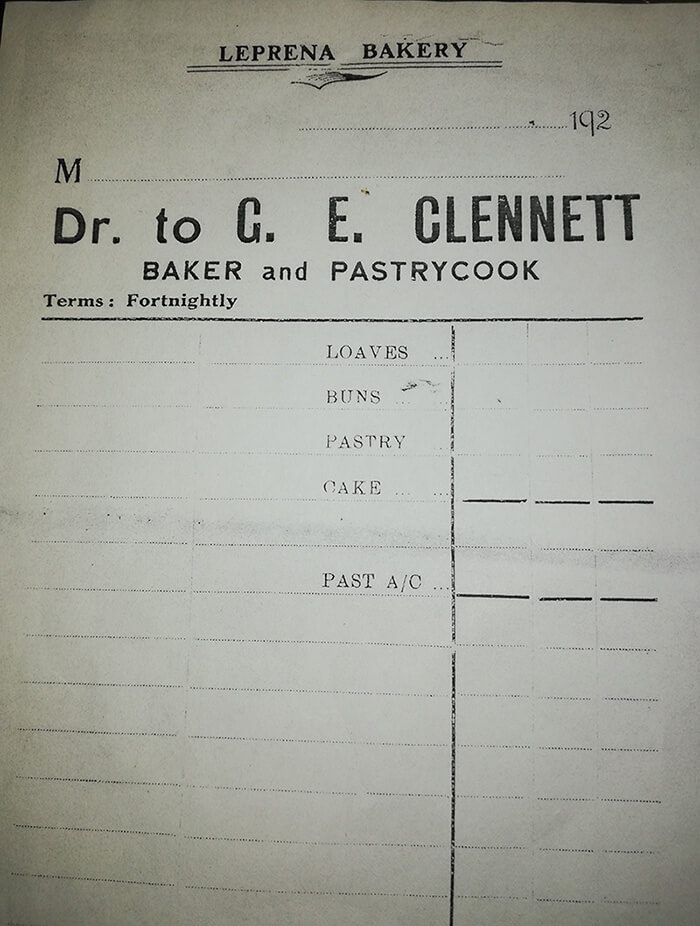 LEPRENA BAKERY
192
M
Dr. to G. E. CLENNETT
BAKER and PASTRYCOOK
Terms: Fortnightly
LOAVES ...
BUNS ...
PASTRY
CAKE ... ...
PAST A/C ...